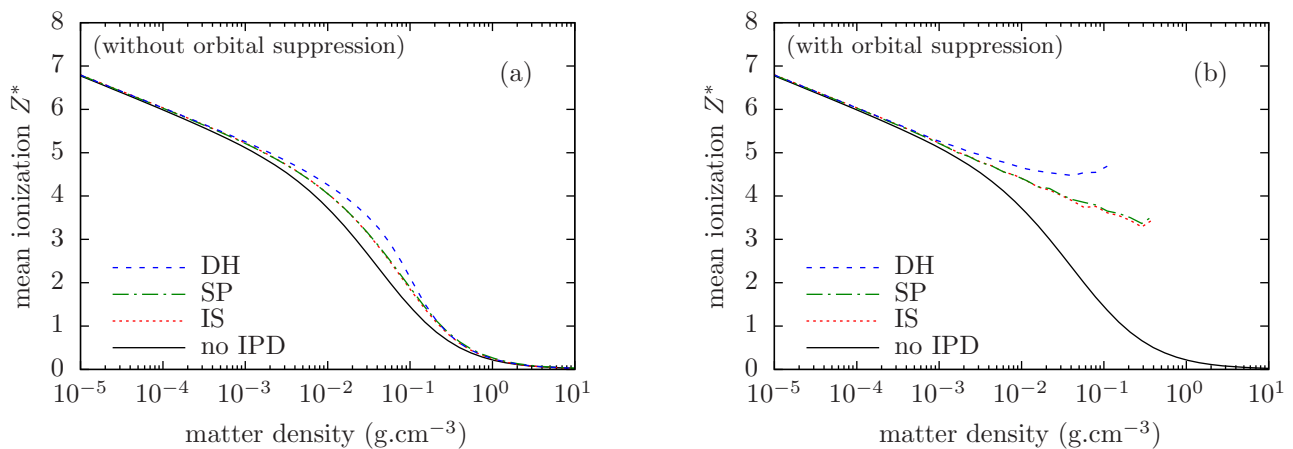 (without orbital suppression)
(a)
mean ionization Z*
8
7
6
5
4
3
2
1
0
DH
SP
IS
no IPD
10⁻⁵ 10⁻⁴ 10⁻³ 10⁻² 10⁻¹ 10⁰ 10¹
matter density (g.cm⁻³)
(with orbital suppression)
(b)
mean ionization Z*
8
7
6
5
4
3
2
1
0
DH
SP
IS
no IPD
10⁻⁵ 10⁻⁴ 10⁻³ 10⁻² 10⁻¹ 10⁰ 10¹
matter density (g.cm⁻³)